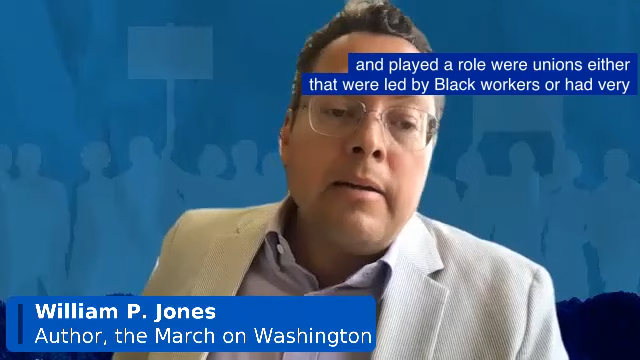 and played a role were unions either
that were led by Black workers or had very
William P. Jones
Author, the March on Washington